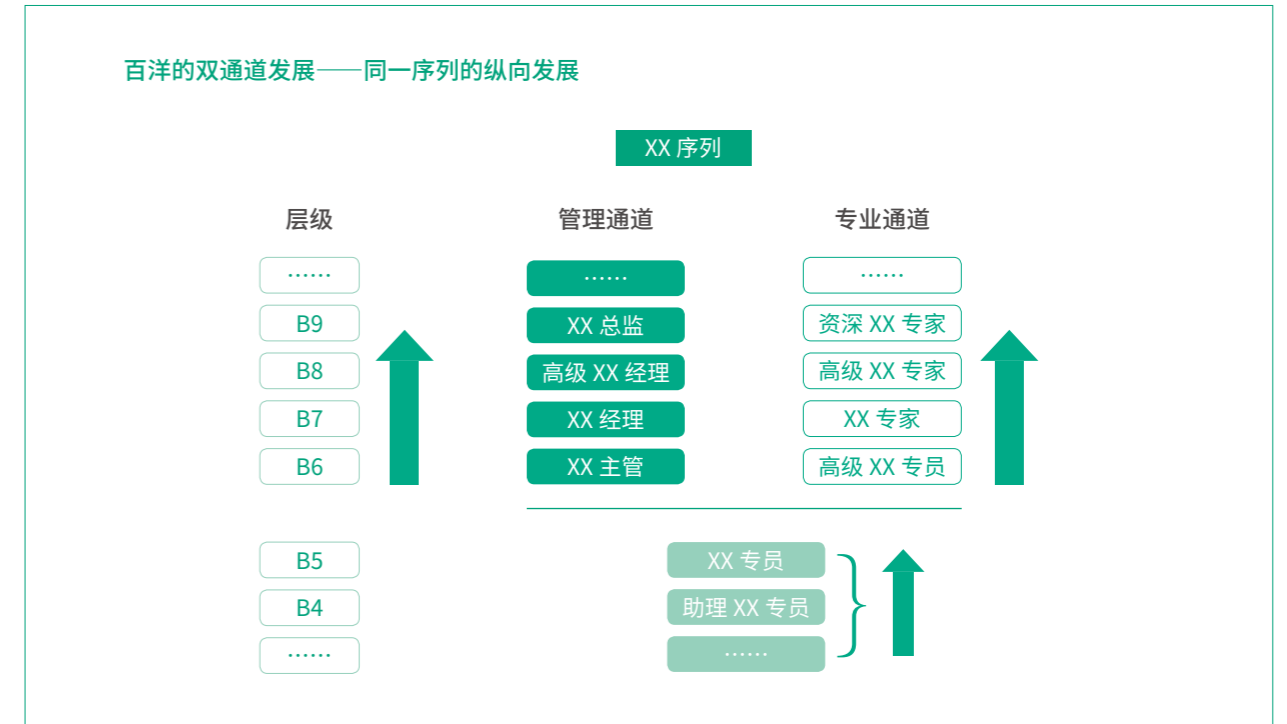 百洋的双通道发展——同一序列的纵向发展
XX 序列
层级 管理通道 专业通道
…… …… ……
B9 XX 总监 资深 XX 专家
B8 高级 XX 经理 高级 XX 专家
B7 XX 经理 XX 专家
B6 XX 主管 高级 XX 专员
B5 XX 专员
B4 助理 XX 专员
…… ……